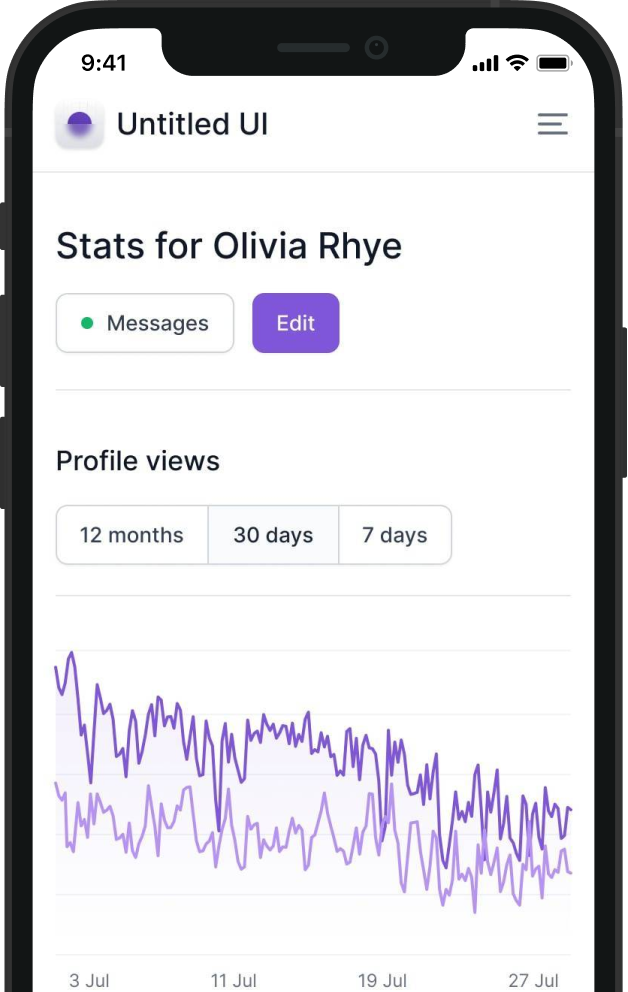 9:41
Untitled UI
Stats for Olivia Rhye
Messages
Edit
Profile views
12 months
30 days
7 days
3 Jul
11 Jul
19 Jul
27 Jul